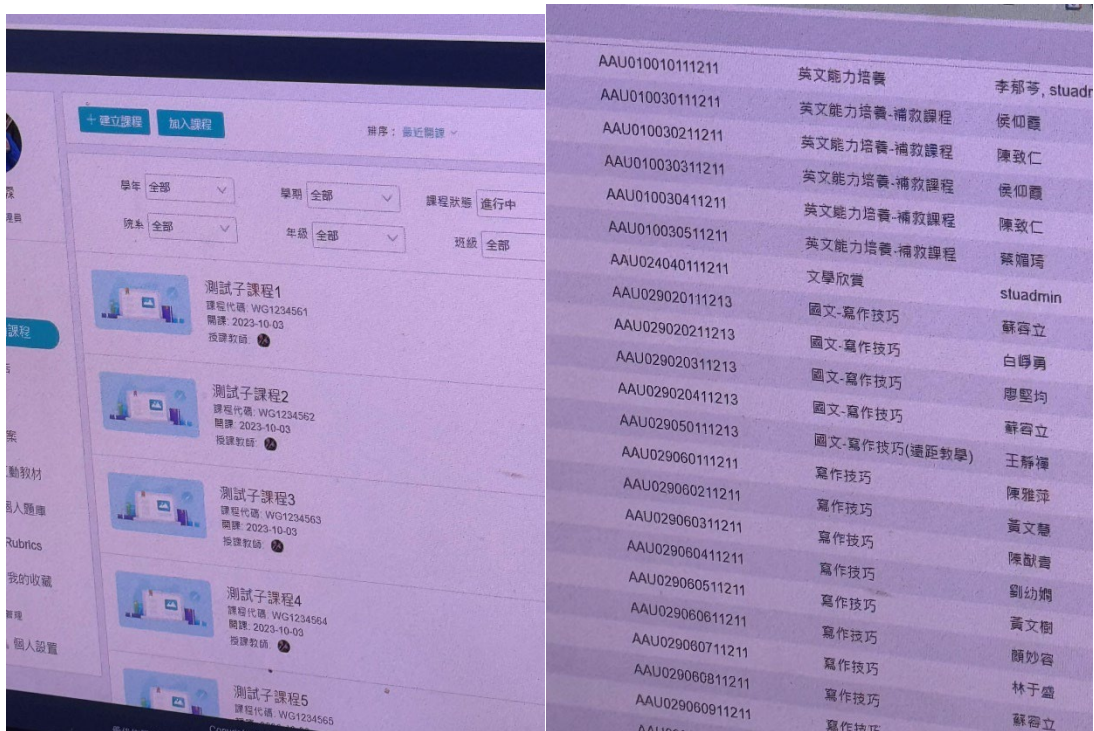 + 建立課程 加入課程
排序： 最近開課
學年 全部 學期 全部 課程狀態 進行中
院系 全部 年級 全部 班級 全部
測試子課程1
課程代碼: WG1234561
開課: 2023-10-03
授課教師:
測試子課程2
課程代碼: WG1234562
開課: 2023-10-03
授課教師:
測試子課程3
課程代碼: WG1234563
開課: 2023-10-03
授課教師:
測試子課程4
課程代碼: WG1234564
開課: 2023-10-03
授課教師:
測試子課程5
課程代碼: WG1234565
課程
動教材
個人題庫
Rubrics
我的收藏
個人設置
AAU010010111211 英文能力培養 李郁苓, stuadm
AAU010030111211 英文能力培養-補救課程 侯仰霞
AAU010030211211 英文能力培養-補救課程 陳致仁
AAU010030311211 英文能力培養-補救課程 侯仰霞
AAU010030411211 英文能力培養-補救課程 陳致仁
AAU010030511211 英文能力培養-補救課程 蔡媚琦
AAU024040111211 文學欣賞 stuadmin
AAU029020111213 國文-寫作技巧 蘇容立
AAU029020211213 國文-寫作技巧 白崢勇
AAU029020311213 國文-寫作技巧 廖堅均
AAU029020411213 國文-寫作技巧 蘇容立
AAU029050111213 國文-寫作技巧(遠距教學) 王靜禪
AAU029060111211 寫作技巧 陳雅萍
AAU029060211211 寫作技巧 黃文慧
AAU029060311211 寫作技巧 陳猷青
AAU029060411211 寫作技巧 劉幼嫻
AAU029060511211 寫作技巧 黃文樹
AAU029060611211 寫作技巧 顏妙容
AAU029060711211 寫作技巧 林于盛
AAU029060811211 寫作技巧 蘇容立
AAU029060911211 寫作技巧